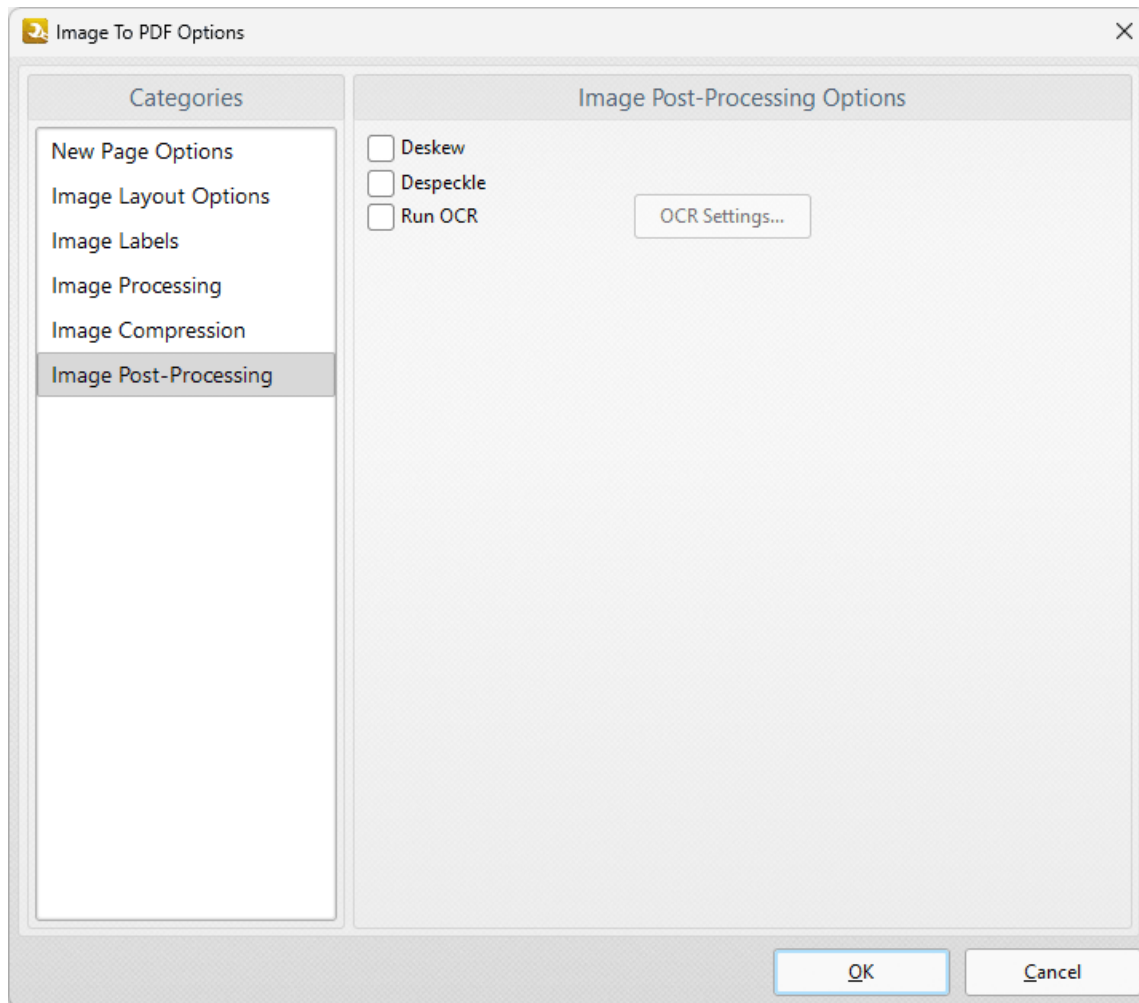 Image To PDF Options
Categories
New Page Options
Image Layout Options
Image Labels
Image Processing
Image Compression
Image Post-Processing
Image Post-Processing Options
Deskew
Despeckle
Run OCR
OCR Settings...
OK
Cancel